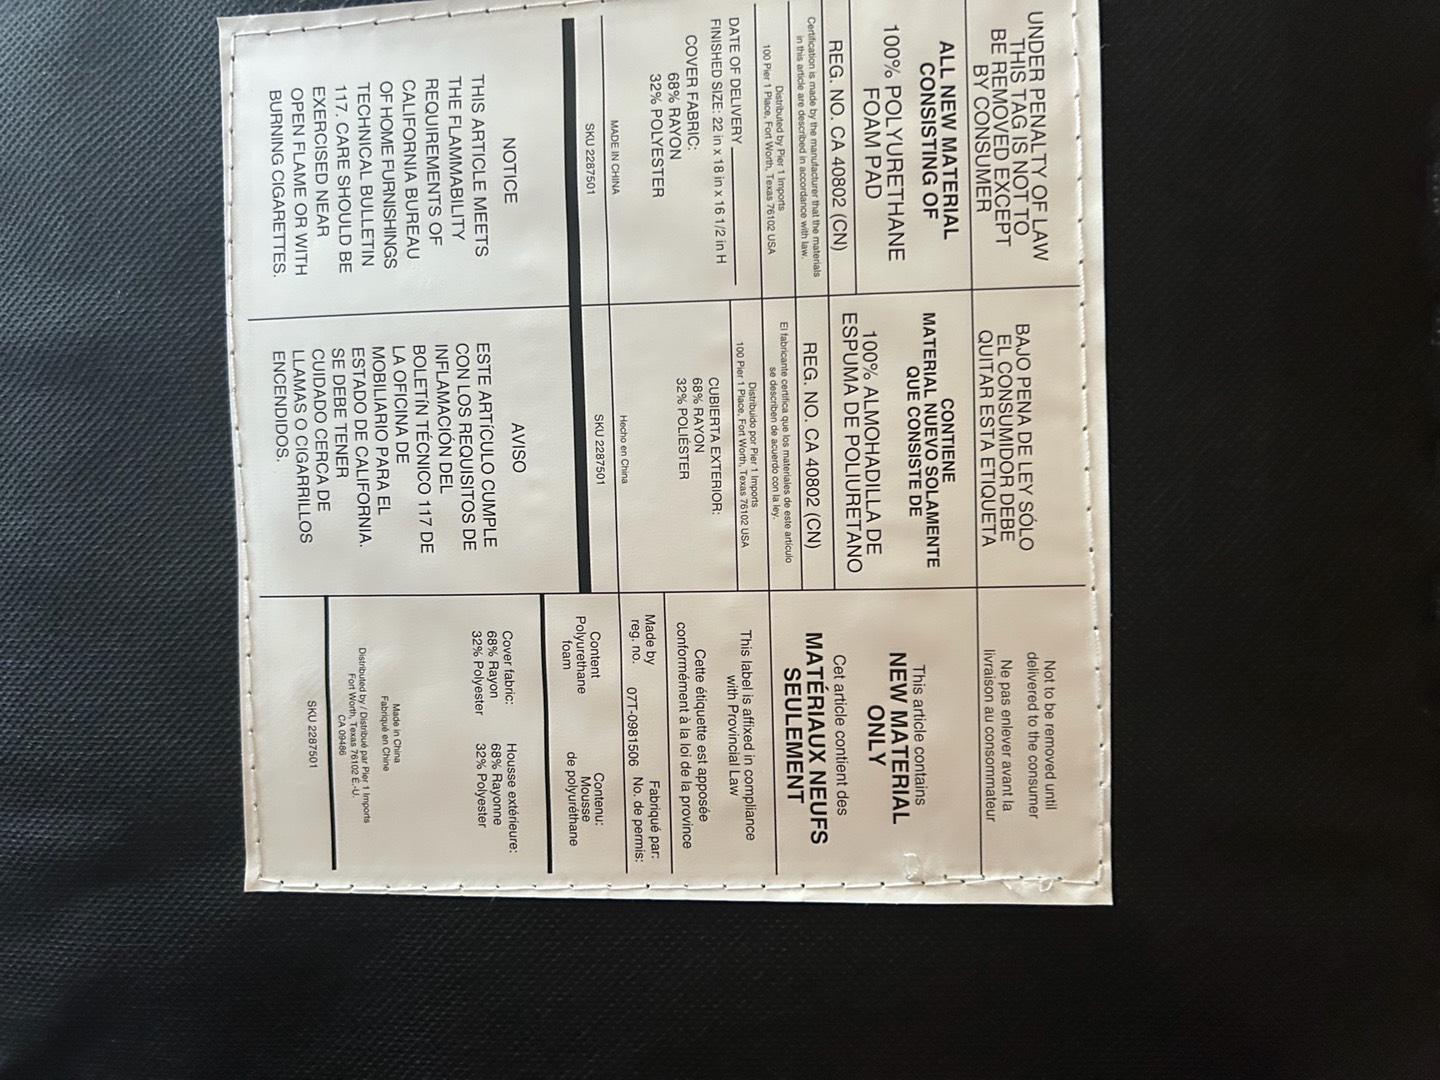 UNDER PENALTY OF LAW
THIS TAG IS NOT TO
BE REMOVED EXCEPT
BY CONSUMER
ALL NEW MATERIAL
CONSISTING OF
100% POLYURETHANE
FOAM PAD
REG. NO. CA 40802 (CN)
Certification is made by the manufacturer that the materials
in this article are described in accordance with law.
Distributed by Pier 1 Imports
100 Pier 1 Place, Fort Worth, Texas 76102 USA
DATE OF DELIVERY
FINISHED SIZE: 22 in x 18 in x 16 1/2 in H
COVER FABRIC:
68% RAYON
32% POLYESTER
MADE IN CHINA
SKU 2287501
NOTICE
THIS ARTICLE MEETS
THE FLAMMABILITY
REQUIREMENTS OF
CALIFORNIA BUREAU
OF HOME FURNISHINGS
TECHNICAL BULLETIN
117. CARE SHOULD BE
EXERCISED NEAR
OPEN FLAME OR WITH
BURNING CIGARETTES.
BAJO PENA DE LEY SÓLO
EL CONSUMIDOR DEBE
QUITAR ESTA ETIQUETA
CONTIENE
MATERIAL NUEVO SOLAMENTE
QUE CONSISTE DE
100% ALMOHADILLA DE
ESPUMA DE POLIURETANO
REG. NO. CA 40802 (CN)
El fabricante certifica que los materiales de este artículo
se describen de acuerdo con la ley.
Distribuido por Pier 1 Imports
100 Pier 1 Place, Fort Worth, Texas 76102 USA
CUBIERTA EXTERIOR:
68% RAYON
32% POLIÉSTER
Hecho en China
SKU 2287501
AVISO
ESTE ARTÍCULO CUMPLE
CON LOS REQUISITOS DE
INFLAMACIÓN DEL
BOLETÍN TÉCNICO 117 DE
LA OFICINA DE
MOBILIARIO PARA EL
ESTADO DE CALIFORNIA.
SE DEBE TENER
CUIDADO CERCA DE
LLAMAS O CIGARRILLOS
ENCENDIDOS.
Not to be removed until
delivered to the consumer
Ne pas enlever avant la
livraison au consommateur
This article contains
NEW MATERIAL
ONLY
Cet article contient des
MATÉRIAUX NEUFS
SEULEMENT
This label is affixed in compliance
with Provincial Law
Cette étiquette est apposée
conformément à la loi de la province
Made by Fabriqué par:
reg. no. 07T-0981506 No. de permis:
Content Contenu:
Polyurethane Mousse
foam de polyuréthane
Cover fabric: Housse extérieure:
68% Rayon 68% Rayonne
32% Polyester 32% Polyester
Made in China
Fabriqué en Chine
Distributed by / Distribué par Pier 1 Imports
Fort Worth, Texas 76102 É.-U.
CA 09486
SKU 2287501